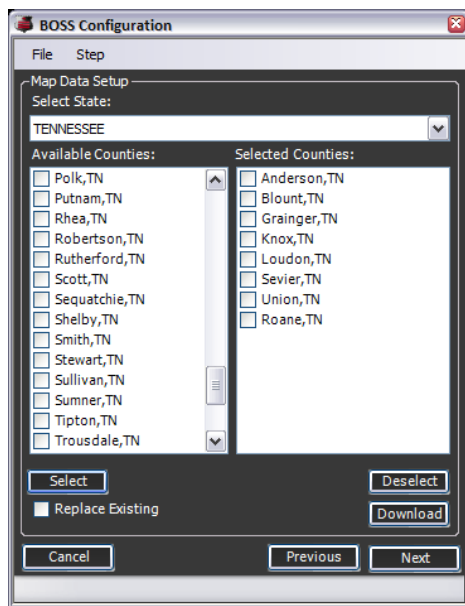 BOSS Configuration
File Step
Map Data Setup
Select State:
TENNESSEE
Available Counties:
Polk,TN
Putnam,TN
Rhea,TN
Robertson,TN
Rutherford,TN
Scott,TN
Sequatchie,TN
Shelby,TN
Smith,TN
Stewart,TN
Sullivan,TN
Sumner,TN
Tipton,TN
Trousdale,TN
Selected Counties:
Anderson,TN
Blount,TN
Grainger,TN
Knox,TN
Loudon,TN
Sevier,TN
Union,TN
Roane,TN
Select
Deselect
Replace Existing
Download
Cancel
Previous
Next